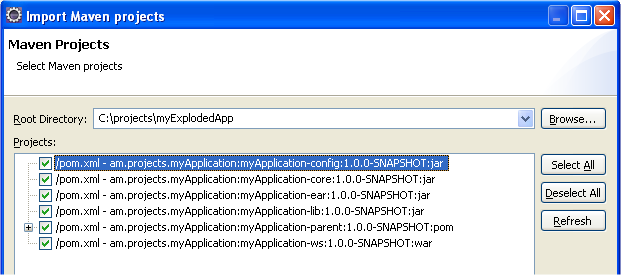 Import Maven projects
Maven Projects
Select Maven projects
Root Directory: C:\projects\myExplodedApp Browse...
Projects:
/pom.xml - am.projects.myApplication:myApplication-config:1.0.0-SNAPSHOT:jar Select All
/pom.xml - am.projects.myApplication:myApplication-core:1.0.0-SNAPSHOT:jar
/pom.xml - am.projects.myApplication:myApplication-ear:1.0.0-SNAPSHOT:jar Deselect All
/pom.xml - am.projects.myApplication:myApplication-lib:1.0.0-SNAPSHOT:jar
/pom.xml - am.projects.myApplication:myApplication-parent:1.0.0-SNAPSHOT:pom Refresh
/pom.xml - am.projects.myApplication:myApplication-ws:1.0.0-SNAPSHOT:war